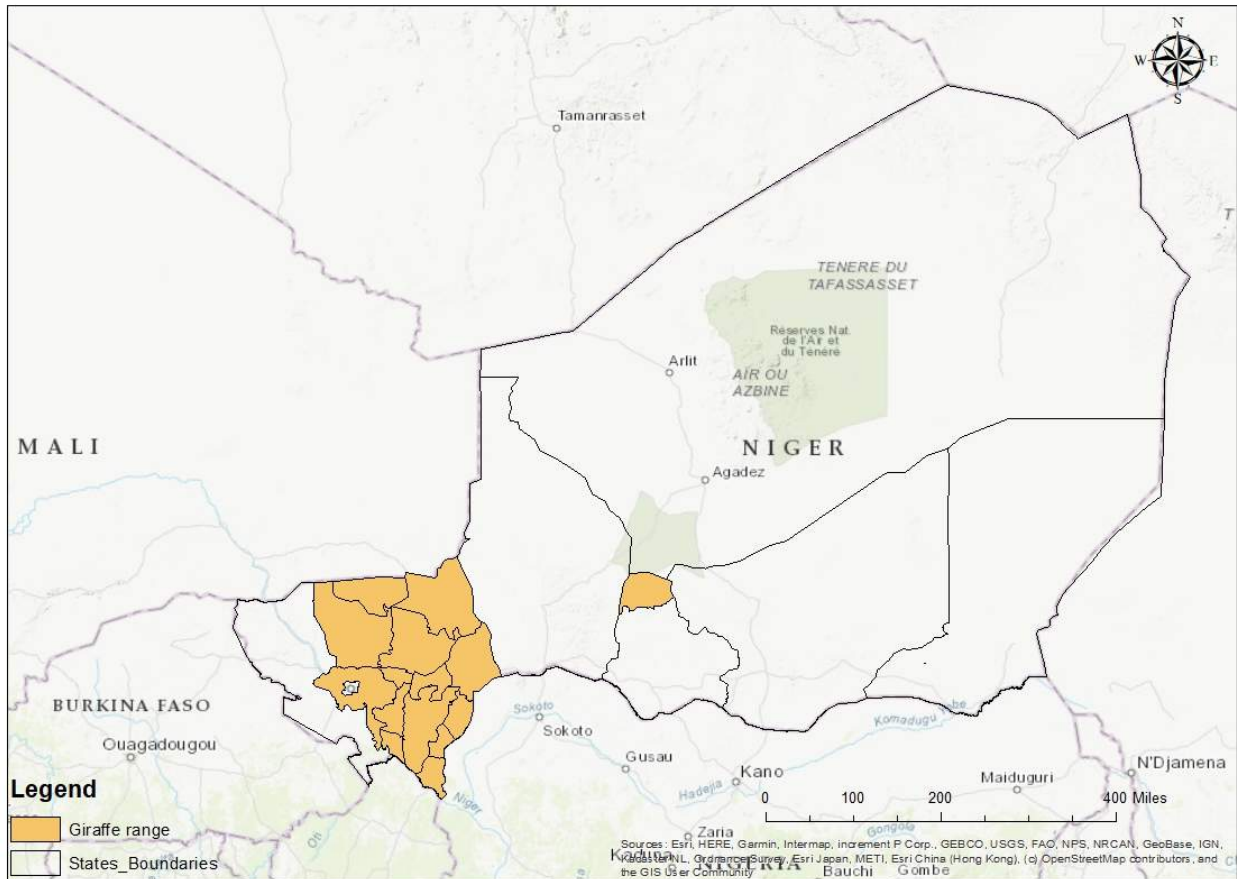 N
W E
S
Tamanrasset
T
TENERE DU
TAFASSASSET
Réserves Nat.
de l'Aïr et
du Ténéré
Arlit
AIR OU
AZBINE
MALI
NIGER
Agadez
BURKINA FASO
Ouagadougou
Sokoto
Sokoto
Komadugu Yobe
Gusau
Kano
Hadejia
Maiduguri
N'Djamena
Niger
Legend
Giraffe range
States_Boundaries
0 100 200 400 Miles
Zaria
Gongola
Kaduna
NIGERIA
Bauchi
Gombe
Sources: Esri, HERE, Garmin, Intermap, increment P Corp., GEBCO, USGS, FAO, NPS, NRCAN, GeoBase, IGN,
Kadaster NL, Ordnance Survey, Esri Japan, METI, Esri China (Hong Kong), (c) OpenStreetMap contributors, and
the GIS User Community